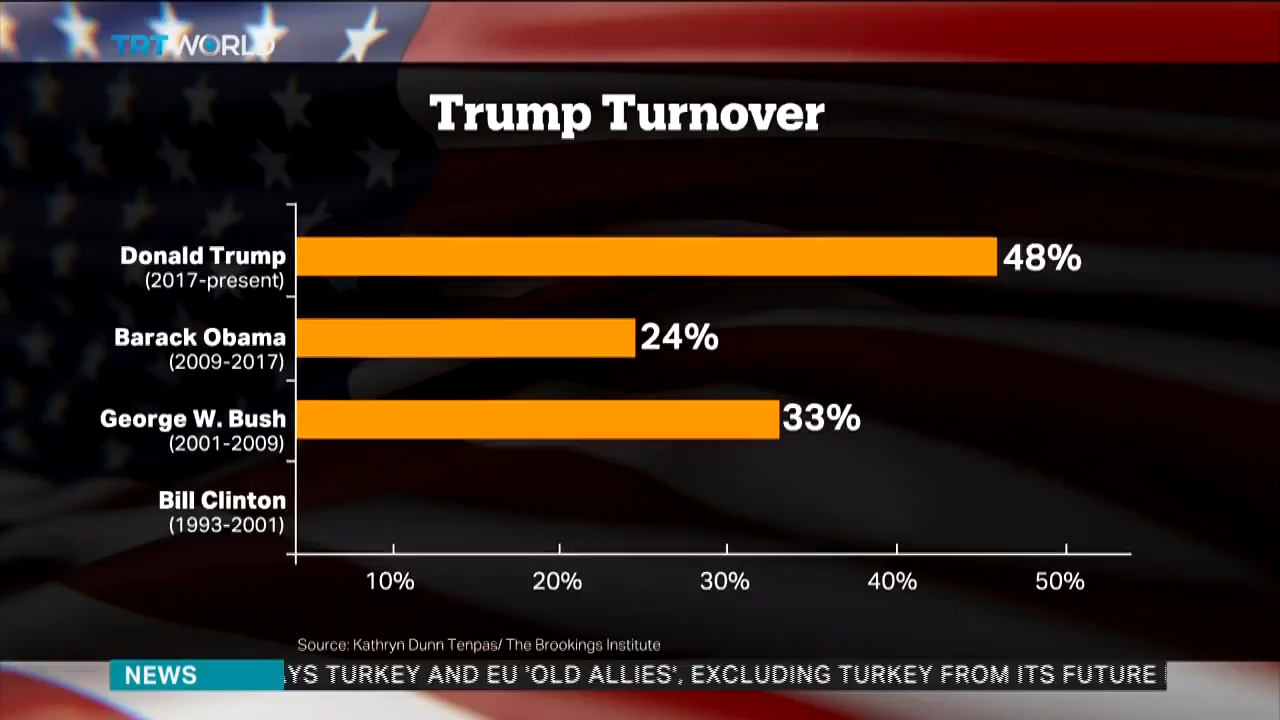 TRT WORLD
Trump Turnover
Donald Trump
(2017-present)
48%
Barack Obama
(2009-2017)
24%
George W. Bush
(2001-2009)
33%
Bill Clinton
(1993-2001)
10% 20% 30% 40% 50%
Source: Kathryn Dunn Tenpas/ The Brookings Institute
NEWS
YS TURKEY AND EU 'OLD ALLIES', EXCLUDING TURKEY FROM ITS FUTURE